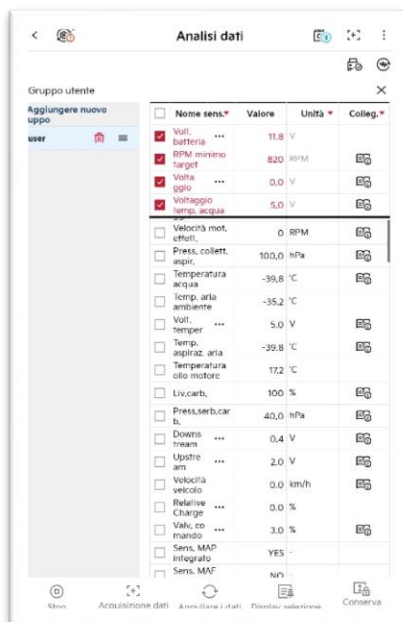 Analisi dati
Gruppo utente
Aggiungere nuovo
uppo
user
Nome sens. Valore Unità Colleg.
Volt.
batteria ... 11.8 V
RPM minimo
target 820 RPM
Volta
ggio ... 0,0 V
Voltaggio
temp. acqua 5,0 V
Velocità mot,
effett, 0 RPM
Press, collett,
aspir, 100,0 hPa
Temperatura
acqua -39,8 °C
Temp. aria
ambiente -35,2 °C
Volt.
temper ... 5.0 V
Temp,
aspiraz. aria -39.8 °C
Temperatura
olio motore 17,2 °C
Liv,carb, 100 %
Press,serb,car
b, 40,0 hPa
Downs
tream ... 0,4 V
Upstre
am ... 2.0 V
Velocità
veicolo 0.0 km/h
Relative
Charge ... 0.0 %
Valv, co
mando ... 3,0 %
Sens, MAP
integrato YES -
Sens, MAF NO -
Stop Acquisizione dati Annullare i dati Display selezione Conserva